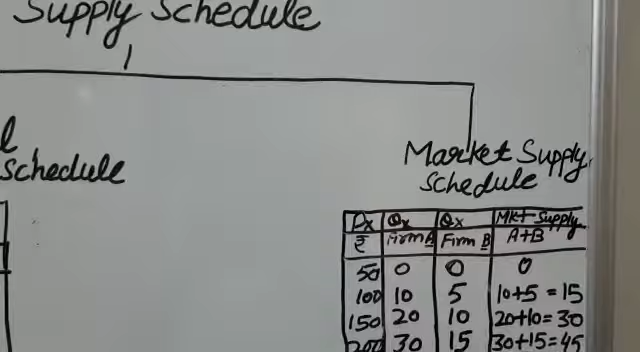 Supply Schedule
schedule
Market Supply
Schedule
Px Qx Qx Mkt Supply
₹ Firm A Firm B A+B
50 0 0 0
100 10 5 10+5 = 15
150 20 10 20+10= 30
200 30 15 30+15=45